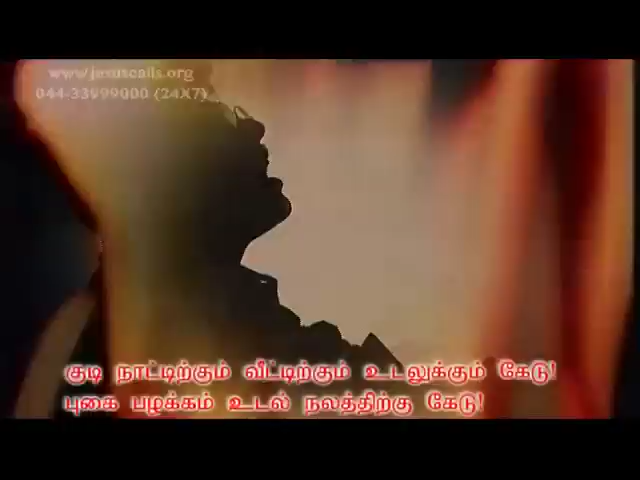 www.jesuscalls.org
044-33999000 (24X7)
குடி நாட்டிற்கும் வீட்டிற்கும் உடலுக்கும் கேடு!
புகை பழக்கம் உடல் நலத்திற்கு கேடு!